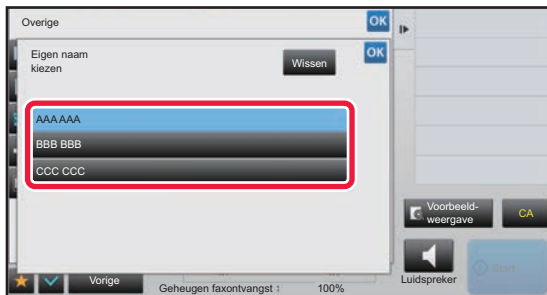 Overige
OK
Eigen naam
kiezen
Wissen
OK
AAA AAA
BBB BBB
CCC CCC
Voorbeeld-
weergave
CA
Start
Vorige
Luidspreker
Geheugen faxontvangst :
100%